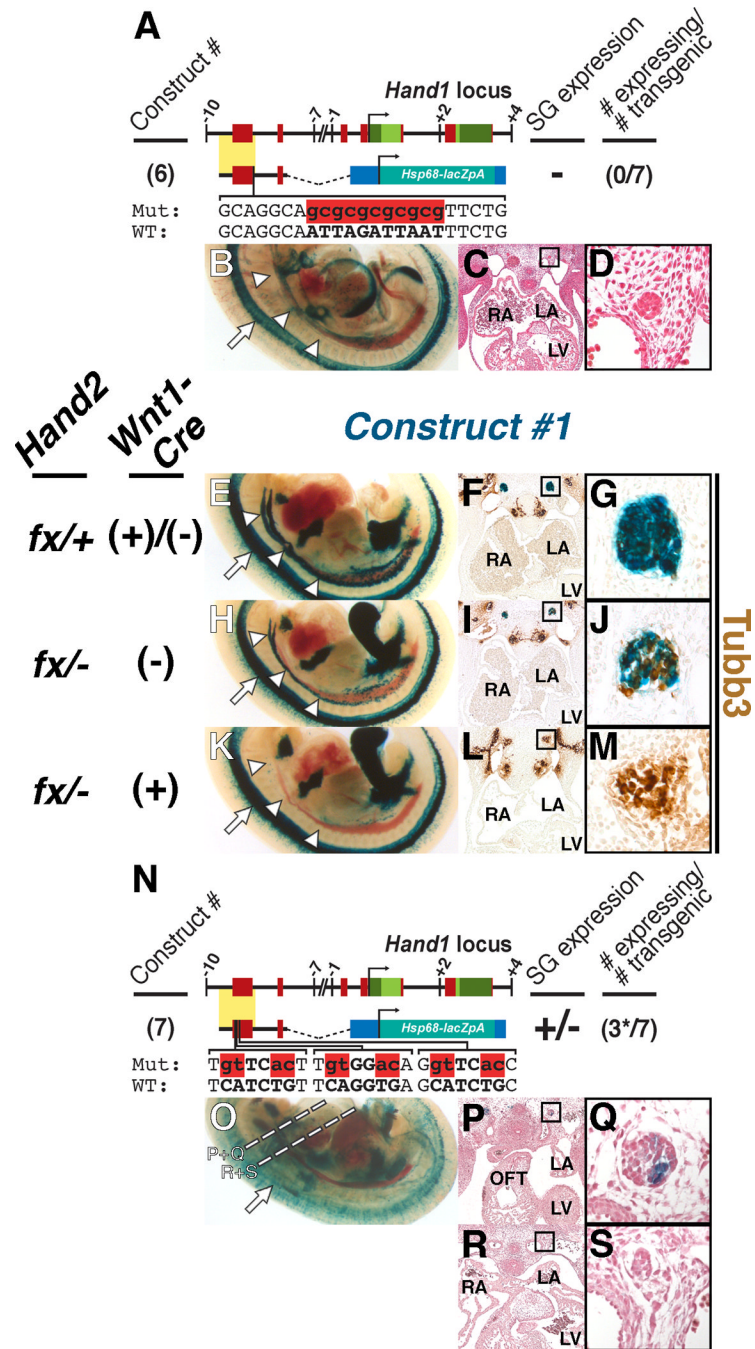 A
Construct #
-10
-7
-1
+2
+4
Hand1 locus
SG expression
# expressing/
# transgenic
(6)
Hsp68-lacZpA
-
(0/7)
Mut: GCAGGCAgcgcgcgcgcgTTCTG
WT: GCAGGCAATTAGATTAATTTCTG
B
C
RA
LA
LV
D
Hand2
Wnt1-
Cre
Construct #1
fx/+
(+)/(-)
E
F
RA
LA
LV
G
fx/-
(-)
H
I
RA
LA
LV
J
fx/-
(+)
K
L
RA
LA
LV
M
Tubb3
N
Construct #
-10
-7
-1
+2
+4
Hand1 locus
SG expression
# expressing/
# transgenic
(7)
Hsp68-lacZpA
+/-
(3*/7)
Mut: TgtTCacT TgtGGacA GgtTCacC
WT: TCATCTGT TCAGGTGA GCATCTGC
O
P+Q
R+S
P
OFT
LA
LV
Q
R
RA
LA
LV
S